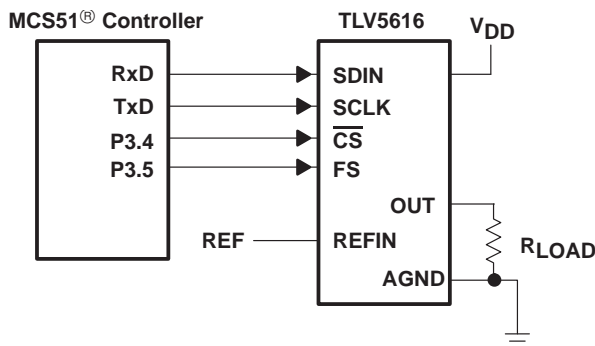 MCS51® Controller
TLV5616
VDD
RxD
SDIN
TxD
SCLK
P3.4
CS
P3.5
FS
OUT
REF
REFIN
RLOAD
AGND